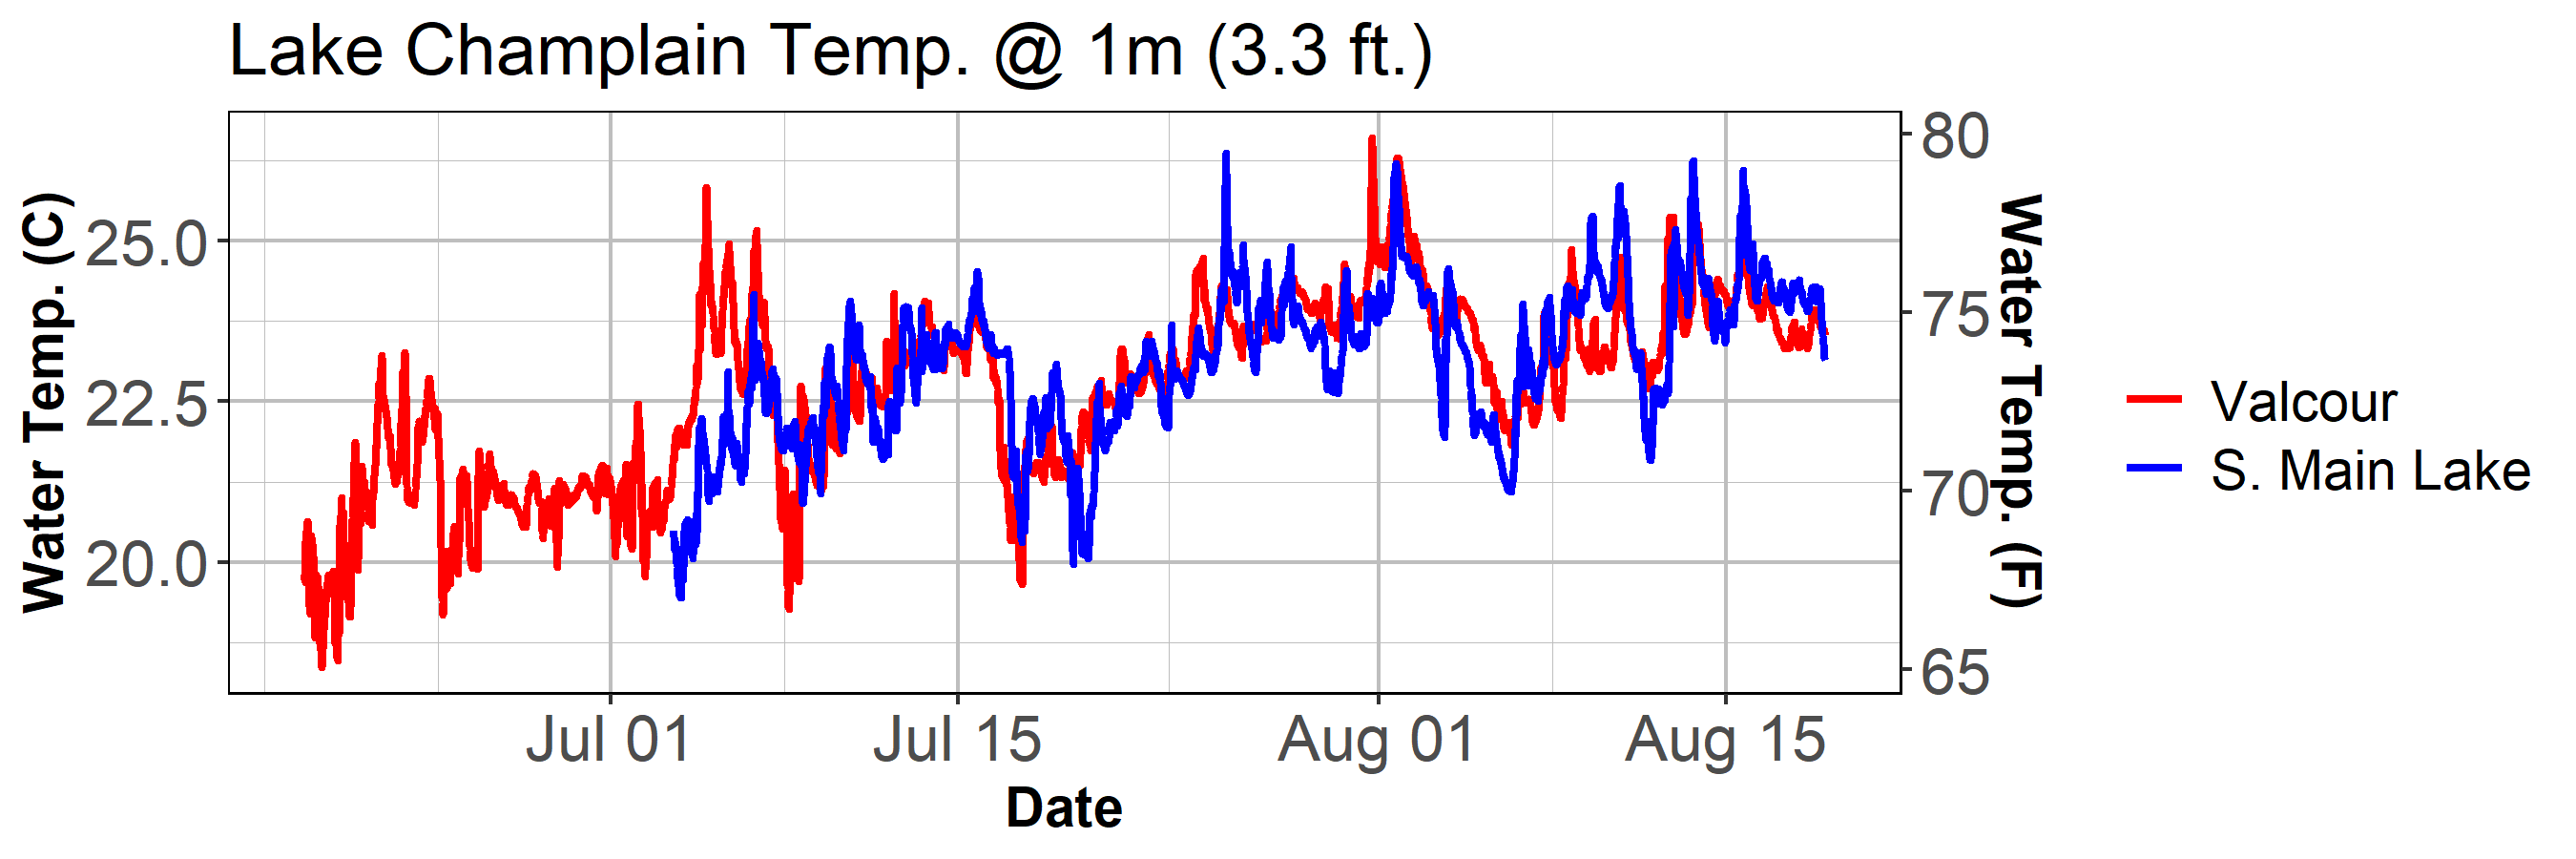 Lake Champlain Temp. @ 1m (3.3 ft.)
Water Temp. (C)
25.0
22.5
20.0
80
75
70
65
Water Temp. (F)
Jul 01
Jul 15
Aug 01
Aug 15
Date
Valcour
S. Main Lake